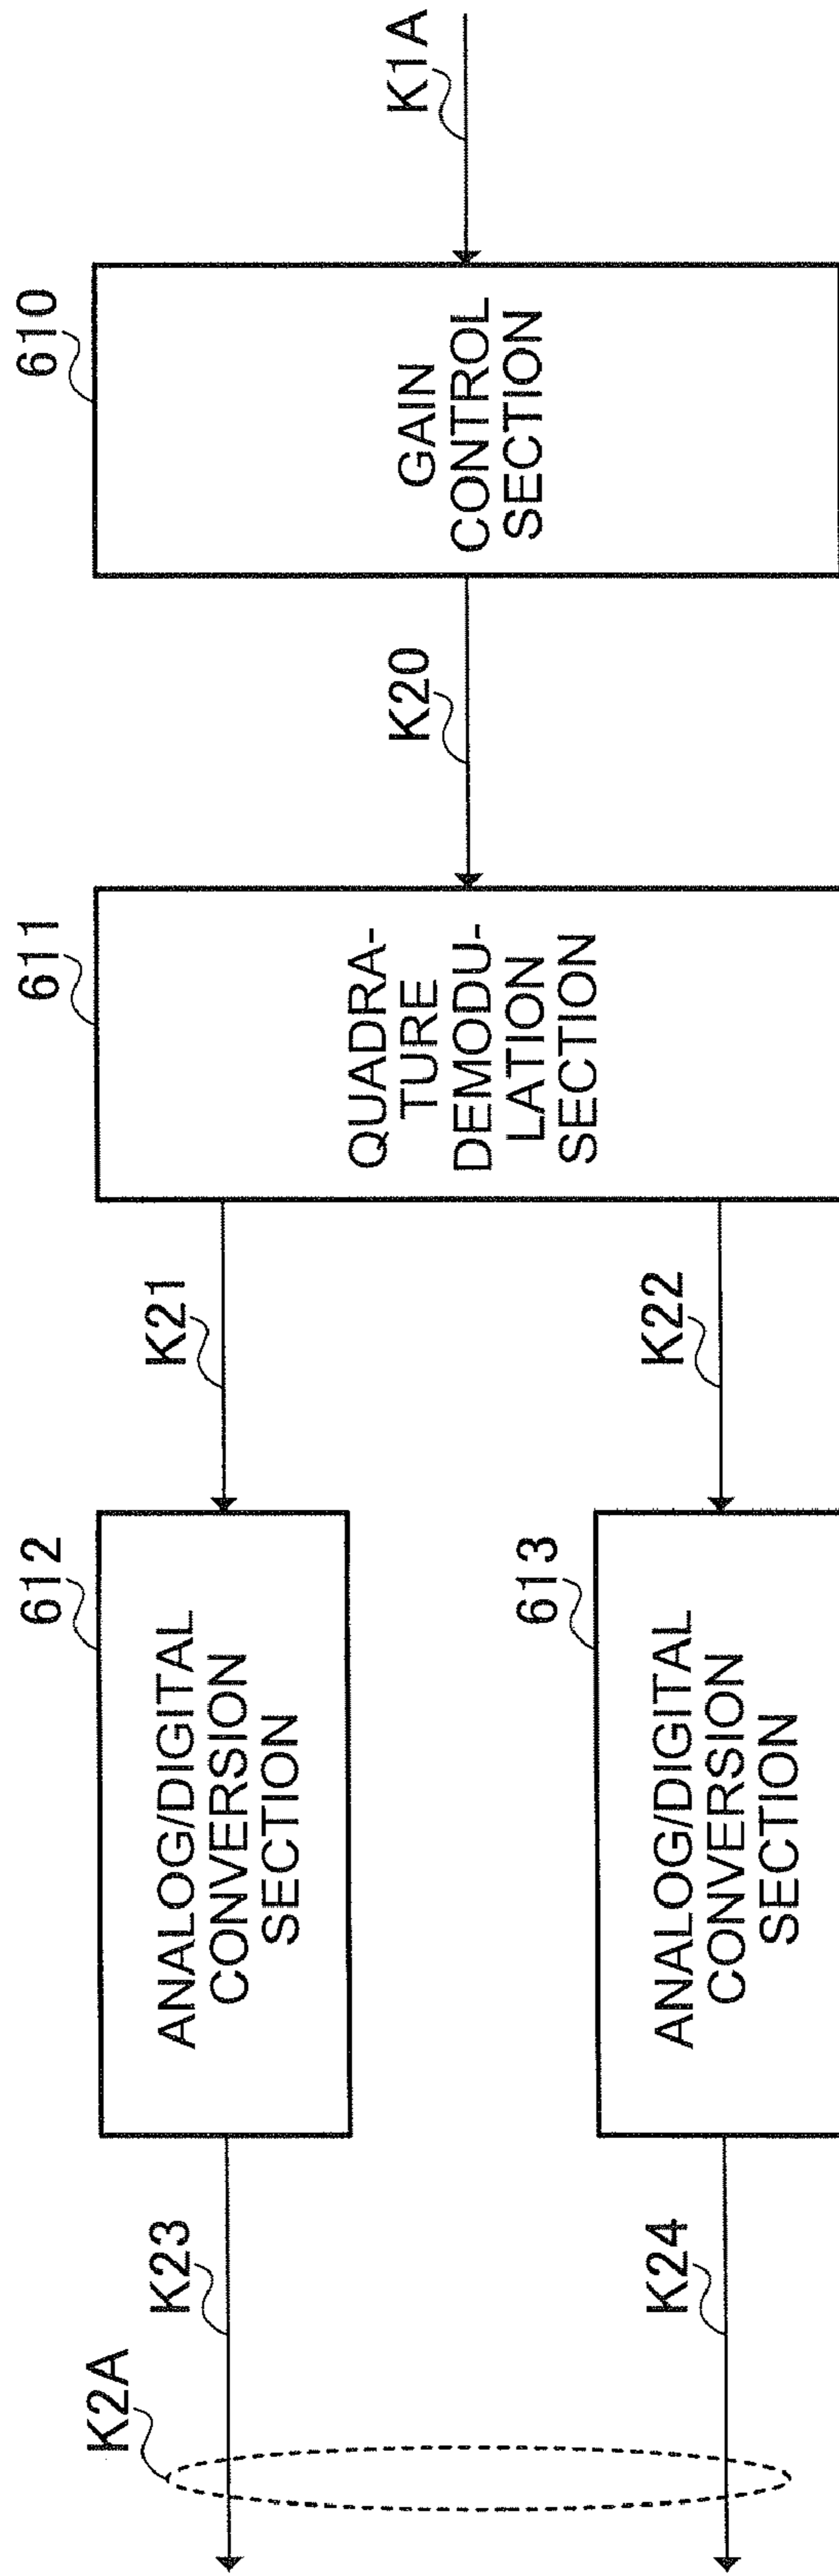 K2A
K23
K24
612
ANALOG/DIGITAL
CONVERSION
SECTION
613
ANALOG/DIGITAL
CONVERSION
SECTION
K21
K22
611
QUADRA-
TURE
DEMODU-
LATION
SECTION
K20
610
GAIN
CONTROL
SECTION
K1A